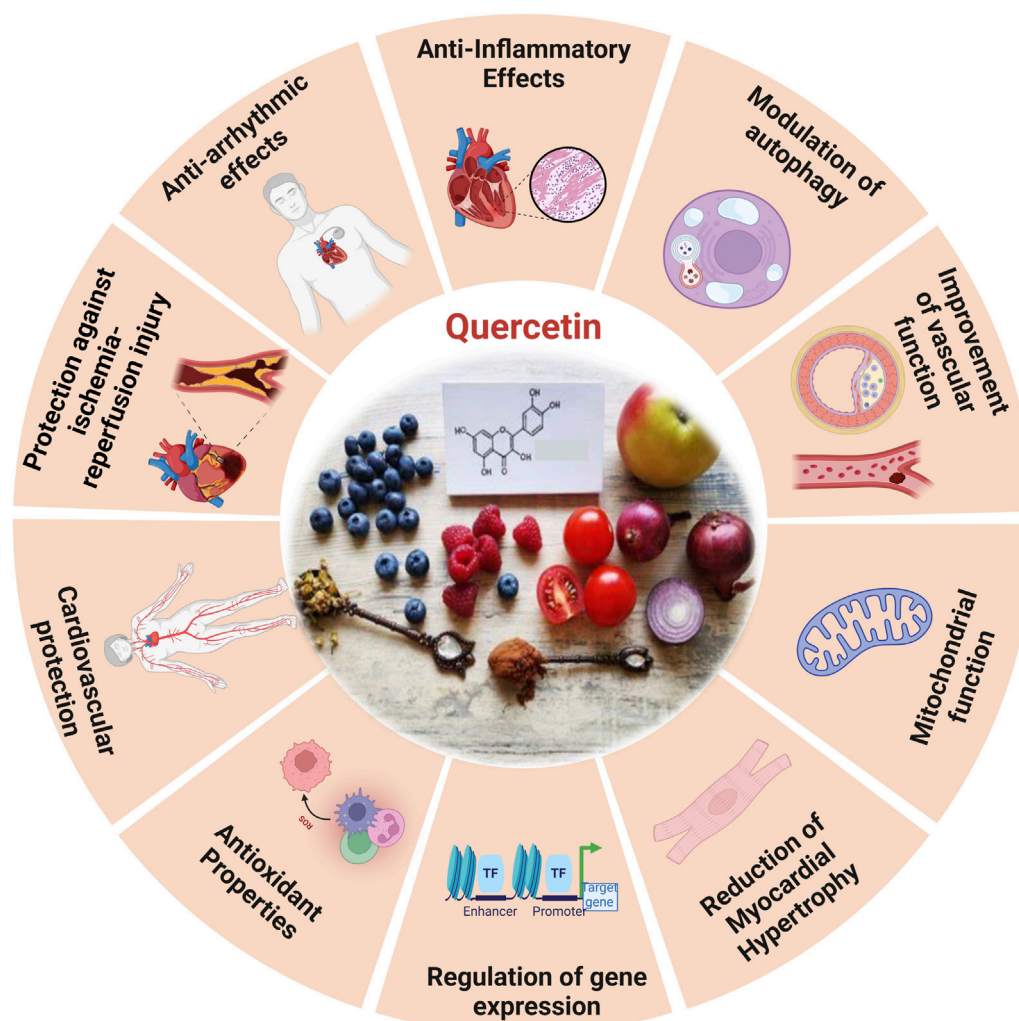 Anti-Inflammatory
Effects
Modulation of
autophagy
Improvement
of vascular
function
Mitochondrial
function
Reduction of
Myocardial
Hypertrophy
TF
TF
Target
gene
Enhancer
Promoter
Regulation of gene
expression
ROS
Antioxidant
Properties
Cardiovascular
protection
Protection against
ischemia-
reperfusion injury
Anti-arrhythmic
effects
Quercetin
OH
OH
HO
O
OH
OH
O